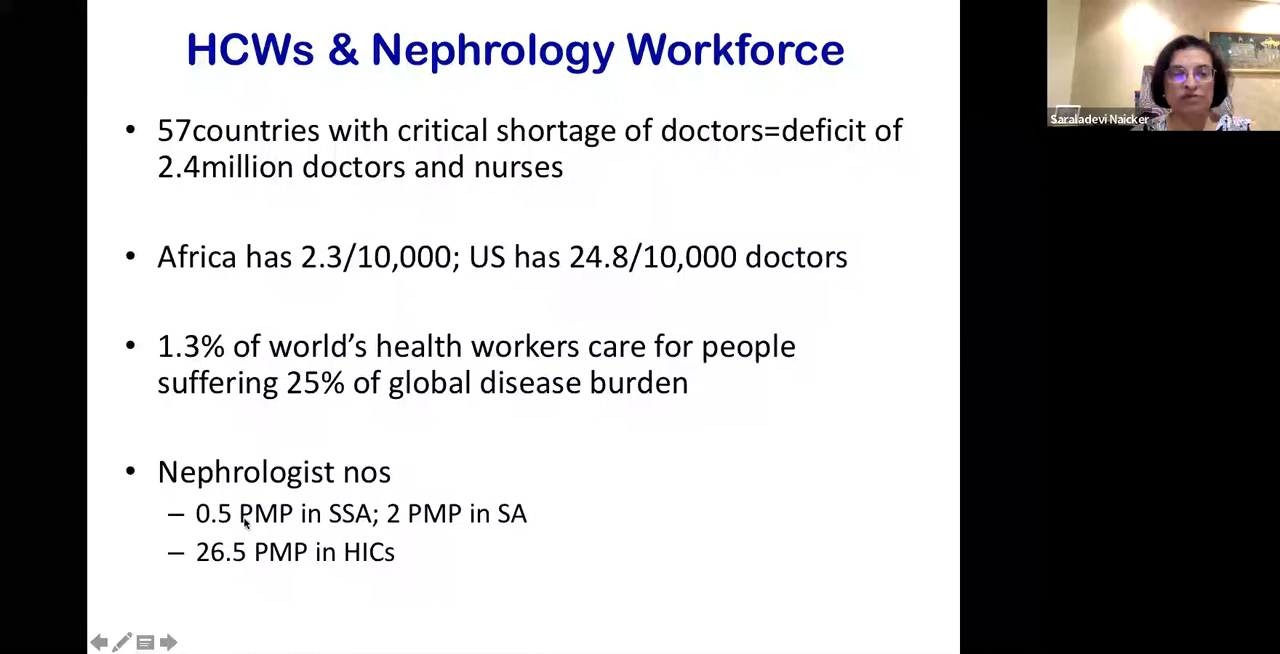 HCWs & Nephrology Workforce
• 57countries with critical shortage of doctors=deficit of
2.4million doctors and nurses
• Africa has 2.3/10,000; US has 24.8/10,000 doctors
• 1.3% of world’s health workers care for people
suffering 25% of global disease burden
• Nephrologist nos
– 0.5 PMP in SSA; 2 PMP in SA
– 26.5 PMP in HICs
Saraladevi Naicker